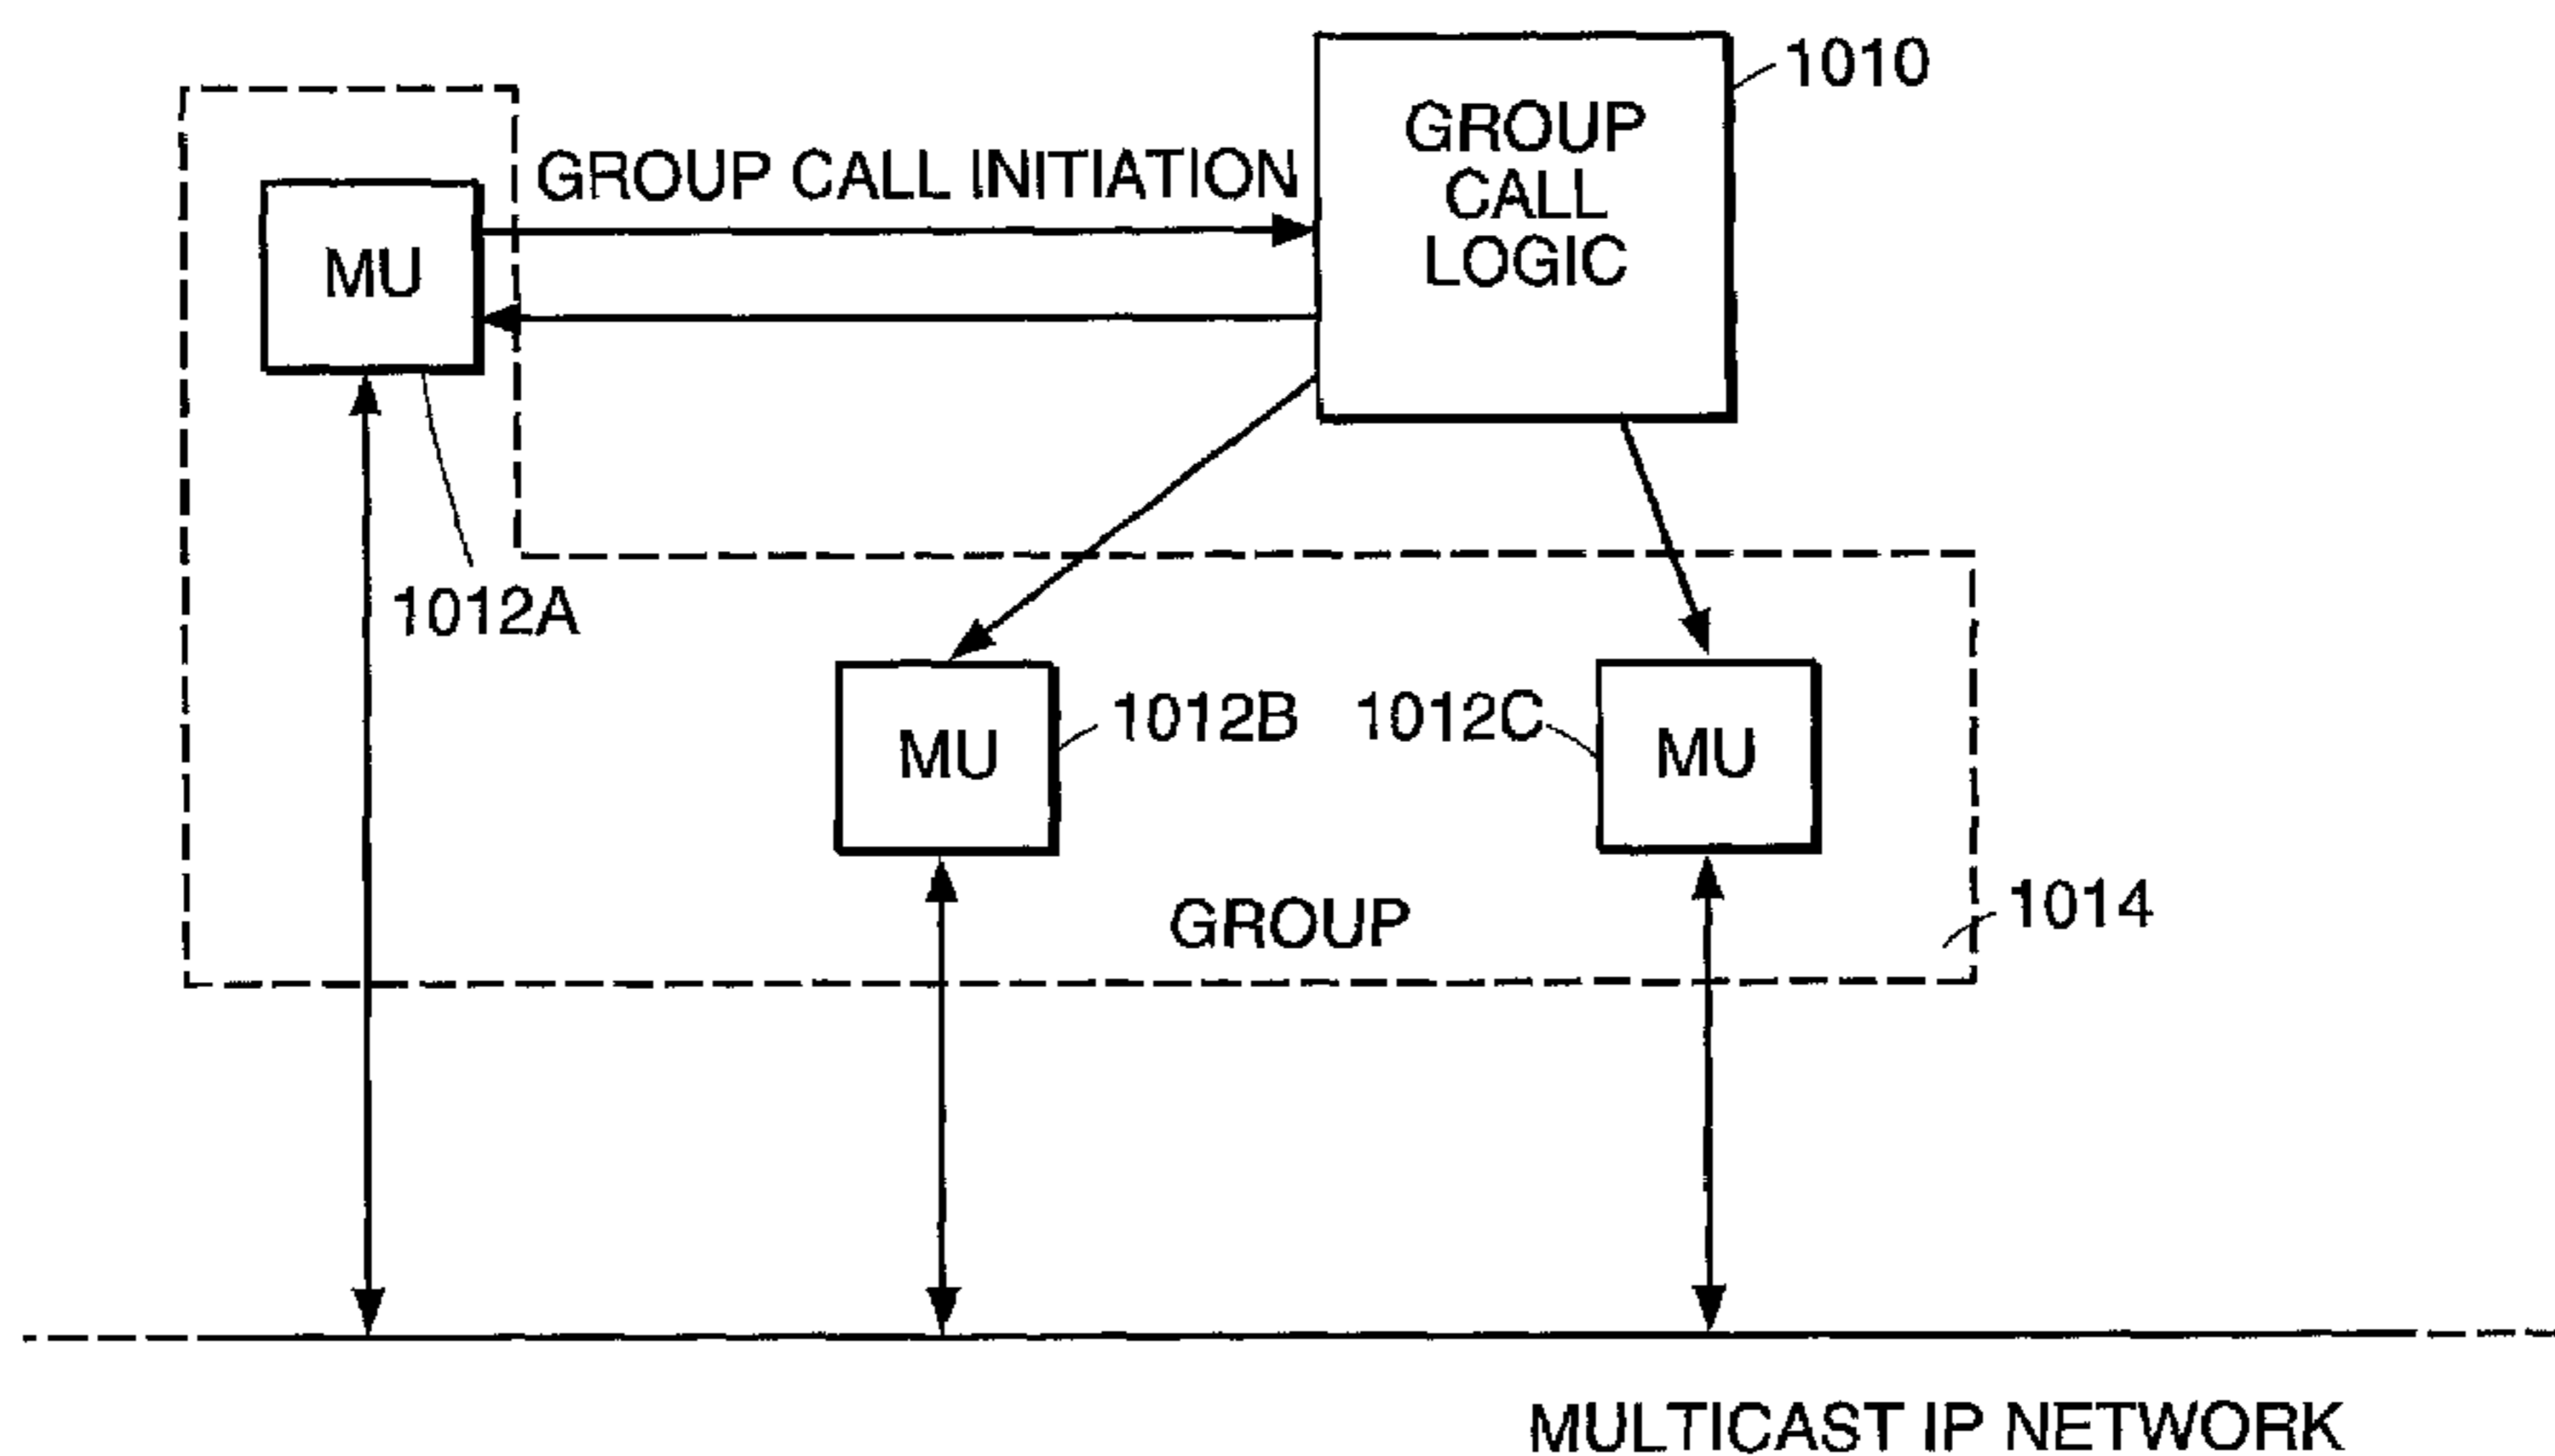 1010
GROUP
CALL
LOGIC
GROUP CALL INITIATION
MU
1012A
MU
1012B
1012C
MU
GROUP
1014
MULTICAST IP NETWORK